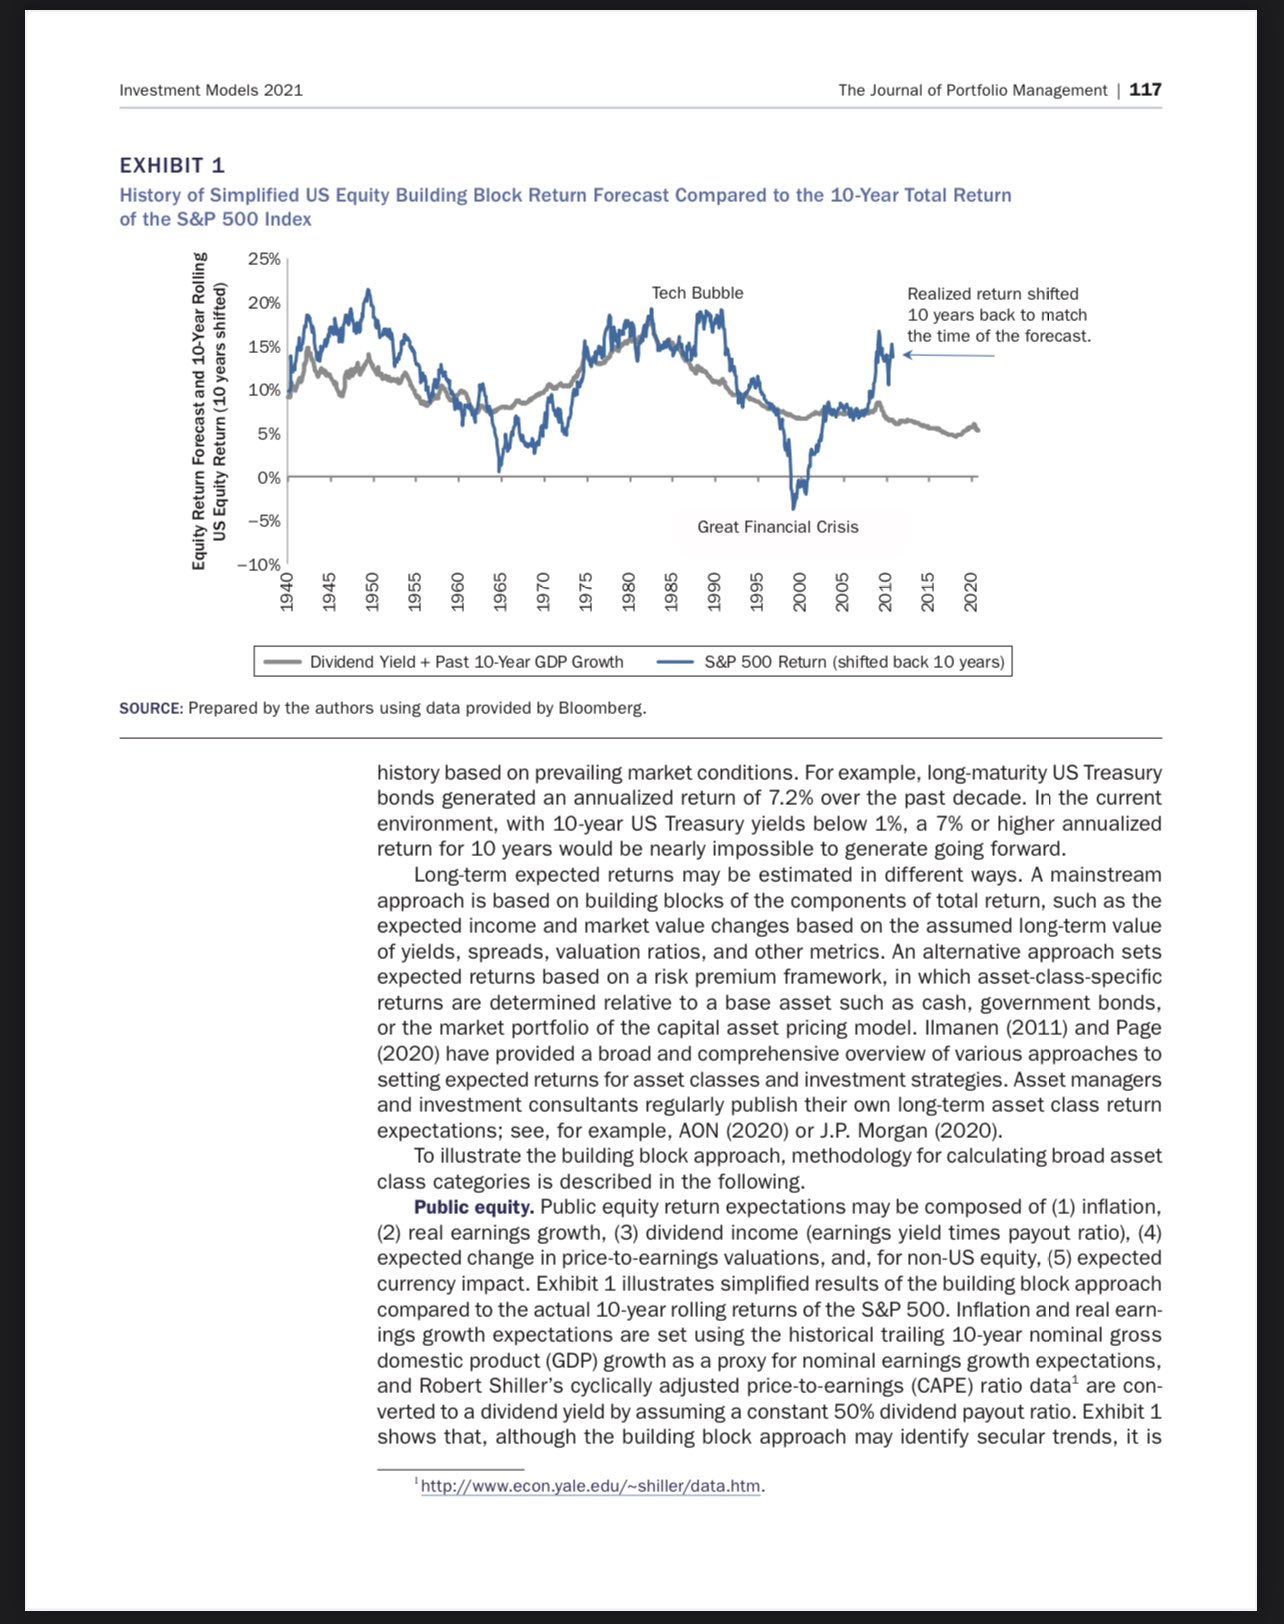 Investment Models 2021
The Journal of Portfolio Management | 117
EXHIBIT 1
History of Simplified US Equity Building Block Return Forecast Compared to the 10-Year Total Return
of the S&P 500 Index
Equity Return Forecast and 10-Year Rolling
US Equity Return (10 years shifted)
25%
20%
15%
10%
5%
0%
–5%
–10%
Tech Bubble
Great Financial Crisis
Realized return shifted
10 years back to match
the time of the forecast.
1940
1945
1950
1955
1960
1965
1970
1975
1980
1985
1990
1995
2000
2005
2010
2015
2020
Dividend Yield + Past 10-Year GDP Growth
S&P 500 Return (shifted back 10 years)
SOURCE: Prepared by the authors using data provided by Bloomberg.
history based on prevailing market conditions. For example, long-maturity US Treasury
bonds generated an annualized return of 7.2% over the past decade. In the current
environment, with 10-year US Treasury yields below 1%, a 7% or higher annualized
return for 10 years would be nearly impossible to generate going forward.
Long-term expected returns may be estimated in different ways. A mainstream
approach is based on building blocks of the components of total return, such as the
expected income and market value changes based on the assumed long-term value
of yields, spreads, valuation ratios, and other metrics. An alternative approach sets
expected returns based on a risk premium framework, in which asset-class-specific
returns are determined relative to a base asset such as cash, government bonds,
or the market portfolio of the capital asset pricing model. Ilmanen (2011) and Page
(2020) have provided a broad and comprehensive overview of various approaches to
setting expected returns for asset classes and investment strategies. Asset managers
and investment consultants regularly publish their own long-term asset class return
expectations; see, for example, AON (2020) or J.P. Morgan (2020).
To illustrate the building block approach, methodology for calculating broad asset
class categories is described in the following.
Public equity. Public equity return expectations may be composed of (1) inflation,
(2) real earnings growth, (3) dividend income (earnings yield times payout ratio), (4)
expected change in price-to-earnings valuations, and, for non-US equity, (5) expected
currency impact. Exhibit 1 illustrates simplified results of the building block approach
compared to the actual 10-year rolling returns of the S&P 500. Inflation and real earn-
ings growth expectations are set using the historical trailing 10-year nominal gross
domestic product (GDP) growth as a proxy for nominal earnings growth expectations,
and Robert Shiller's cyclically adjusted price-to-earnings (CAPE) ratio data¹ are con-
verted to a dividend yield by assuming a constant 50% dividend payout ratio. Exhibit 1
shows that, although the building block approach may identify secular trends, it is
¹ http://www.econ.yale.edu/~shiller/data.htm.